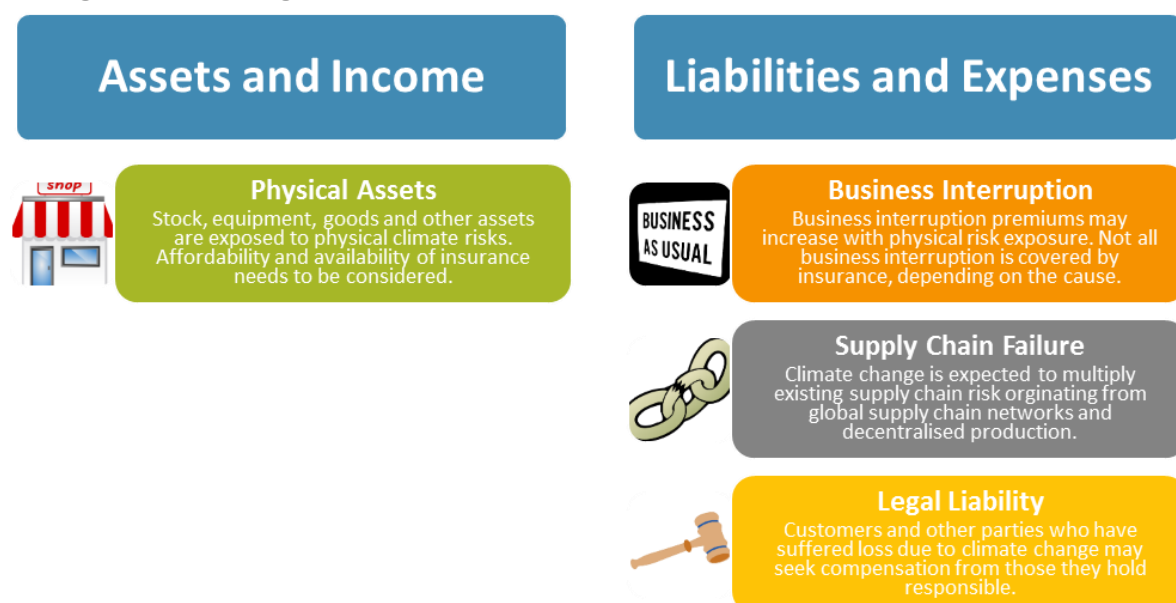 Assets and Income
Liabilities and Expenses
shop
Physical Assets
Stock, equipment, goods and other assets
are exposed to physical climate risks.
Affordability and availability of insurance
needs to be considered.
BUSINESS
AS USUAL
Business Interruption
Business interruption premiums may
increase with physical risk exposure. Not all
business interruption is covered by
insurance, depending on the cause.
Supply Chain Failure
Climate change is expected to multiply
existing supply chain risk orginating from
global supply chain networks and
decentralised production.
Legal Liability
Customers and other parties who have
suffered loss due to climate change may
seek compensation from those they hold
responsible.